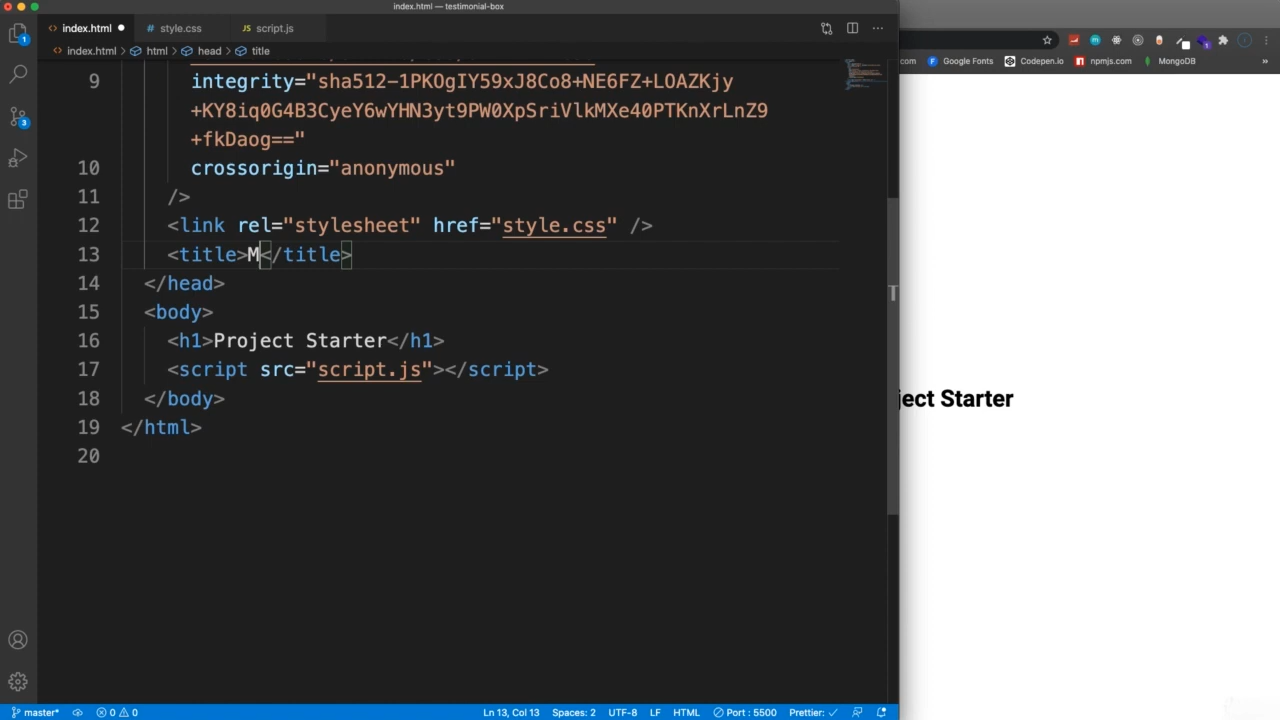 index.html — testimonial-box
index.html
style.css
JS script.js
index.html
html
head
title
com
Google Fonts
Codepen.io
npmjs.com
MongoDB
»
9 integrity="sha512-1PKOgIY59xJ8Co8+NE6FZ+LOAZKjy
+KY8iq0G4B3CyeY6wYHN3yt9PW0XpSriVlkMXe40PTKnXrLnZ9
+fkDaog=="
10 crossorigin="anonymous"
11 />
12 <link rel="stylesheet" href="style.css" />
13 <title>M</title>
14 </head>
15 <body>
16 <h1>Project Starter</h1>
17 <script src="script.js"></script>
18 </body>
19 </html>
20
ject Starter
master*
0
0
Ln 13, Col 13
Spaces: 2
UTF-8
LF
HTML
Port : 5500
Prettier: ✓